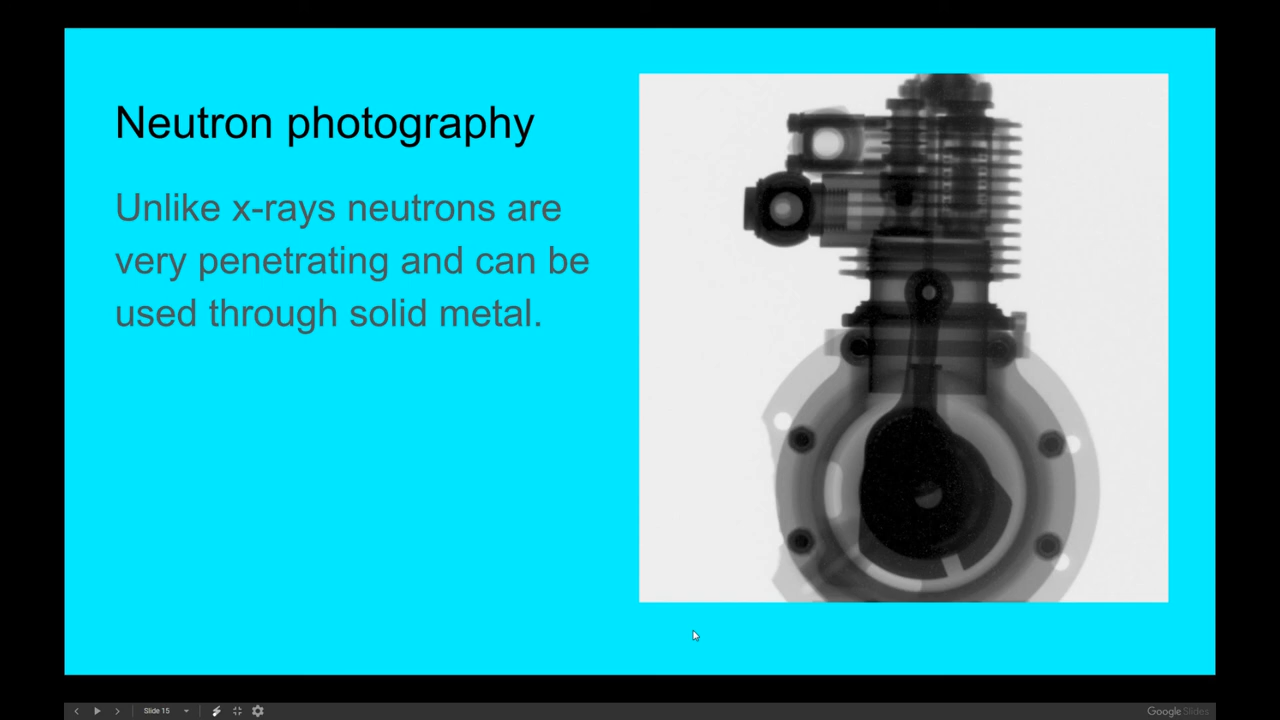 Neutron photography
Unlike x-rays neutrons are
very penetrating and can be
used through solid metal.
Slide 15
Google Slides